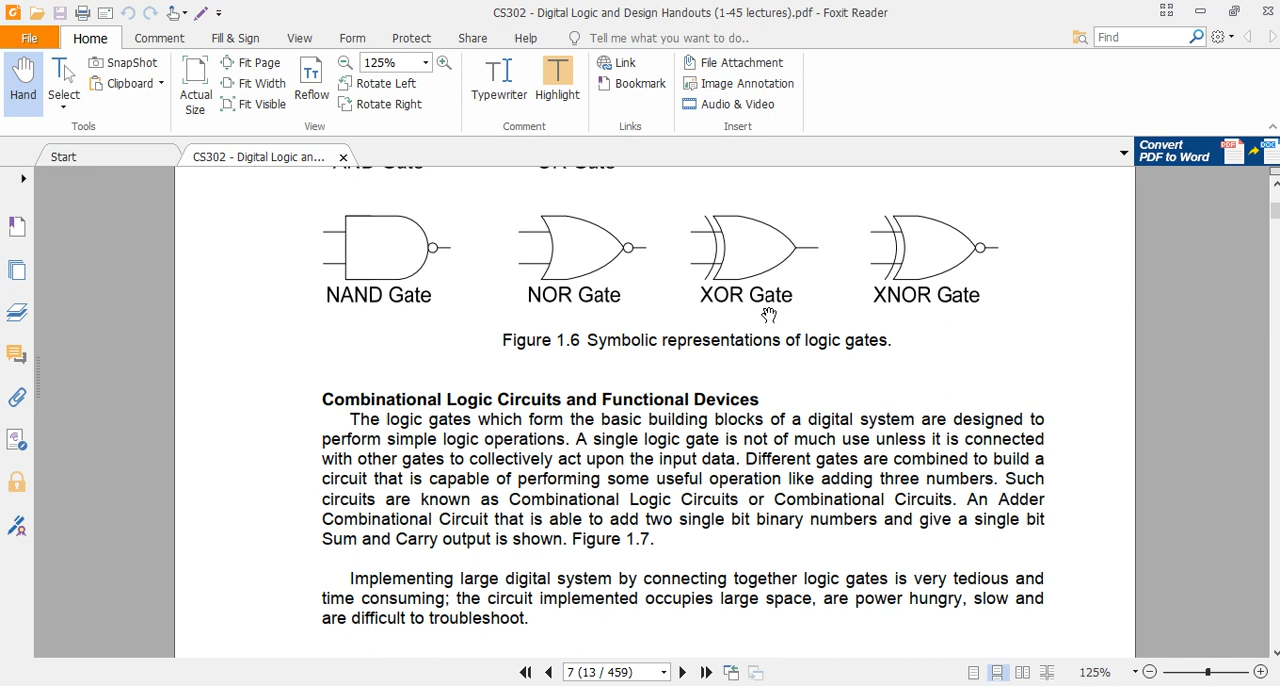 CS302 - Digital Logic and Design Handouts (1-45 lectures).pdf - Foxit Reader
File Home Comment Fill & Sign View Form Protect Share Help Tell me what you want to do.. Find
Hand Select SnapShot Clipboard Actual Size Fit Page Fit Width Fit Visible Reflow 125% Rotate Left Rotate Right Typewriter Highlight Link Bookmark File Attachment Image Annotation Audio & Video
Tools View Comment Links Insert
Start CS302 - Digital Logic an... Convert PDF to Word PDF DOC
AND Gate OR Gate
NAND Gate NOR Gate XOR Gate XNOR Gate
Figure 1.6 Symbolic representations of logic gates.
Combinational Logic Circuits and Functional Devices
The logic gates which form the basic building blocks of a digital system are designed to
perform simple logic operations. A single logic gate is not of much use unless it is connected
with other gates to collectively act upon the input data. Different gates are combined to build a
circuit that is capable of performing some useful operation like adding three numbers. Such
circuits are known as Combinational Logic Circuits or Combinational Circuits. An Adder
Combinational Circuit that is able to add two single bit binary numbers and give a single bit
Sum and Carry output is shown. Figure 1.7.
Implementing large digital system by connecting together logic gates is very tedious and
time consuming; the circuit implemented occupies large space, are power hungry, slow and
are difficult to troubleshoot.
7 (13 / 459) 125%